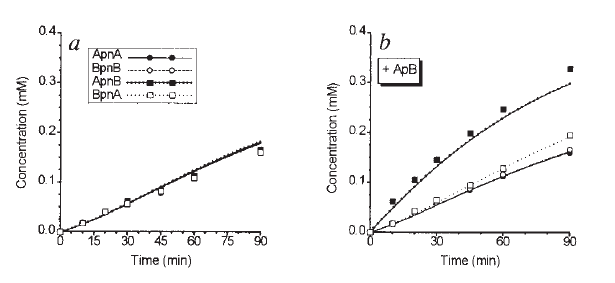 a
b
ApnA
BpnB
ApnB
BpnA
+ ApB
Concentration (mM)
0.4
0.3
0.2
0.1
0.0
0 15 30 45 60 75 90
Time (min)
Concentration (mM)
0.4
0.3
0.2
0.1
0.0
0 30 60 90
Time (min)